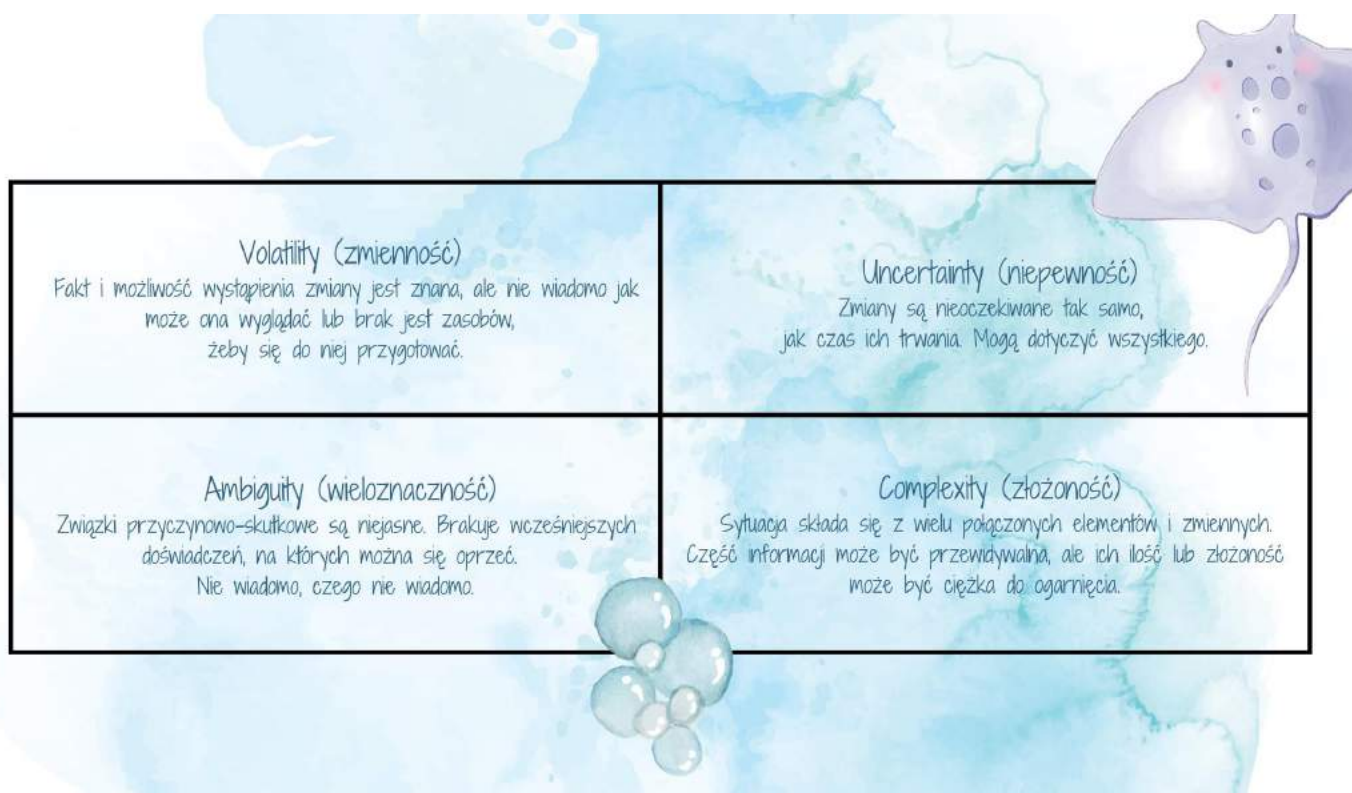 Volatility (zmienność)
Fakt i możliwość wystąpienia zmiany jest znana, ale nie wiadomo jak
może ona wyglądać lub brak jest zasobów,
żeby się do niej przygotować.
Uncertainty (niepewność)
Zmiany są nieoczekiwane tak samo,
jak czas ich trwania. Mogą dotyczyć wszystkiego.
Ambiguity (wieloznaczność)
Związki przyczynowo-skutkowe są niejasne. Brakuje wcześniejszych
doświadczeń, na których można się oprzeć.
Nie wiadomo, czego nie wiadomo.
Complexity (złożoność)
Sytuacja składa się z wielu połączonych elementów i zmiennych.
Część informacji może być przewidywalna, ale ich ilość lub złożoność
może być ciężka do ogarnięcia.